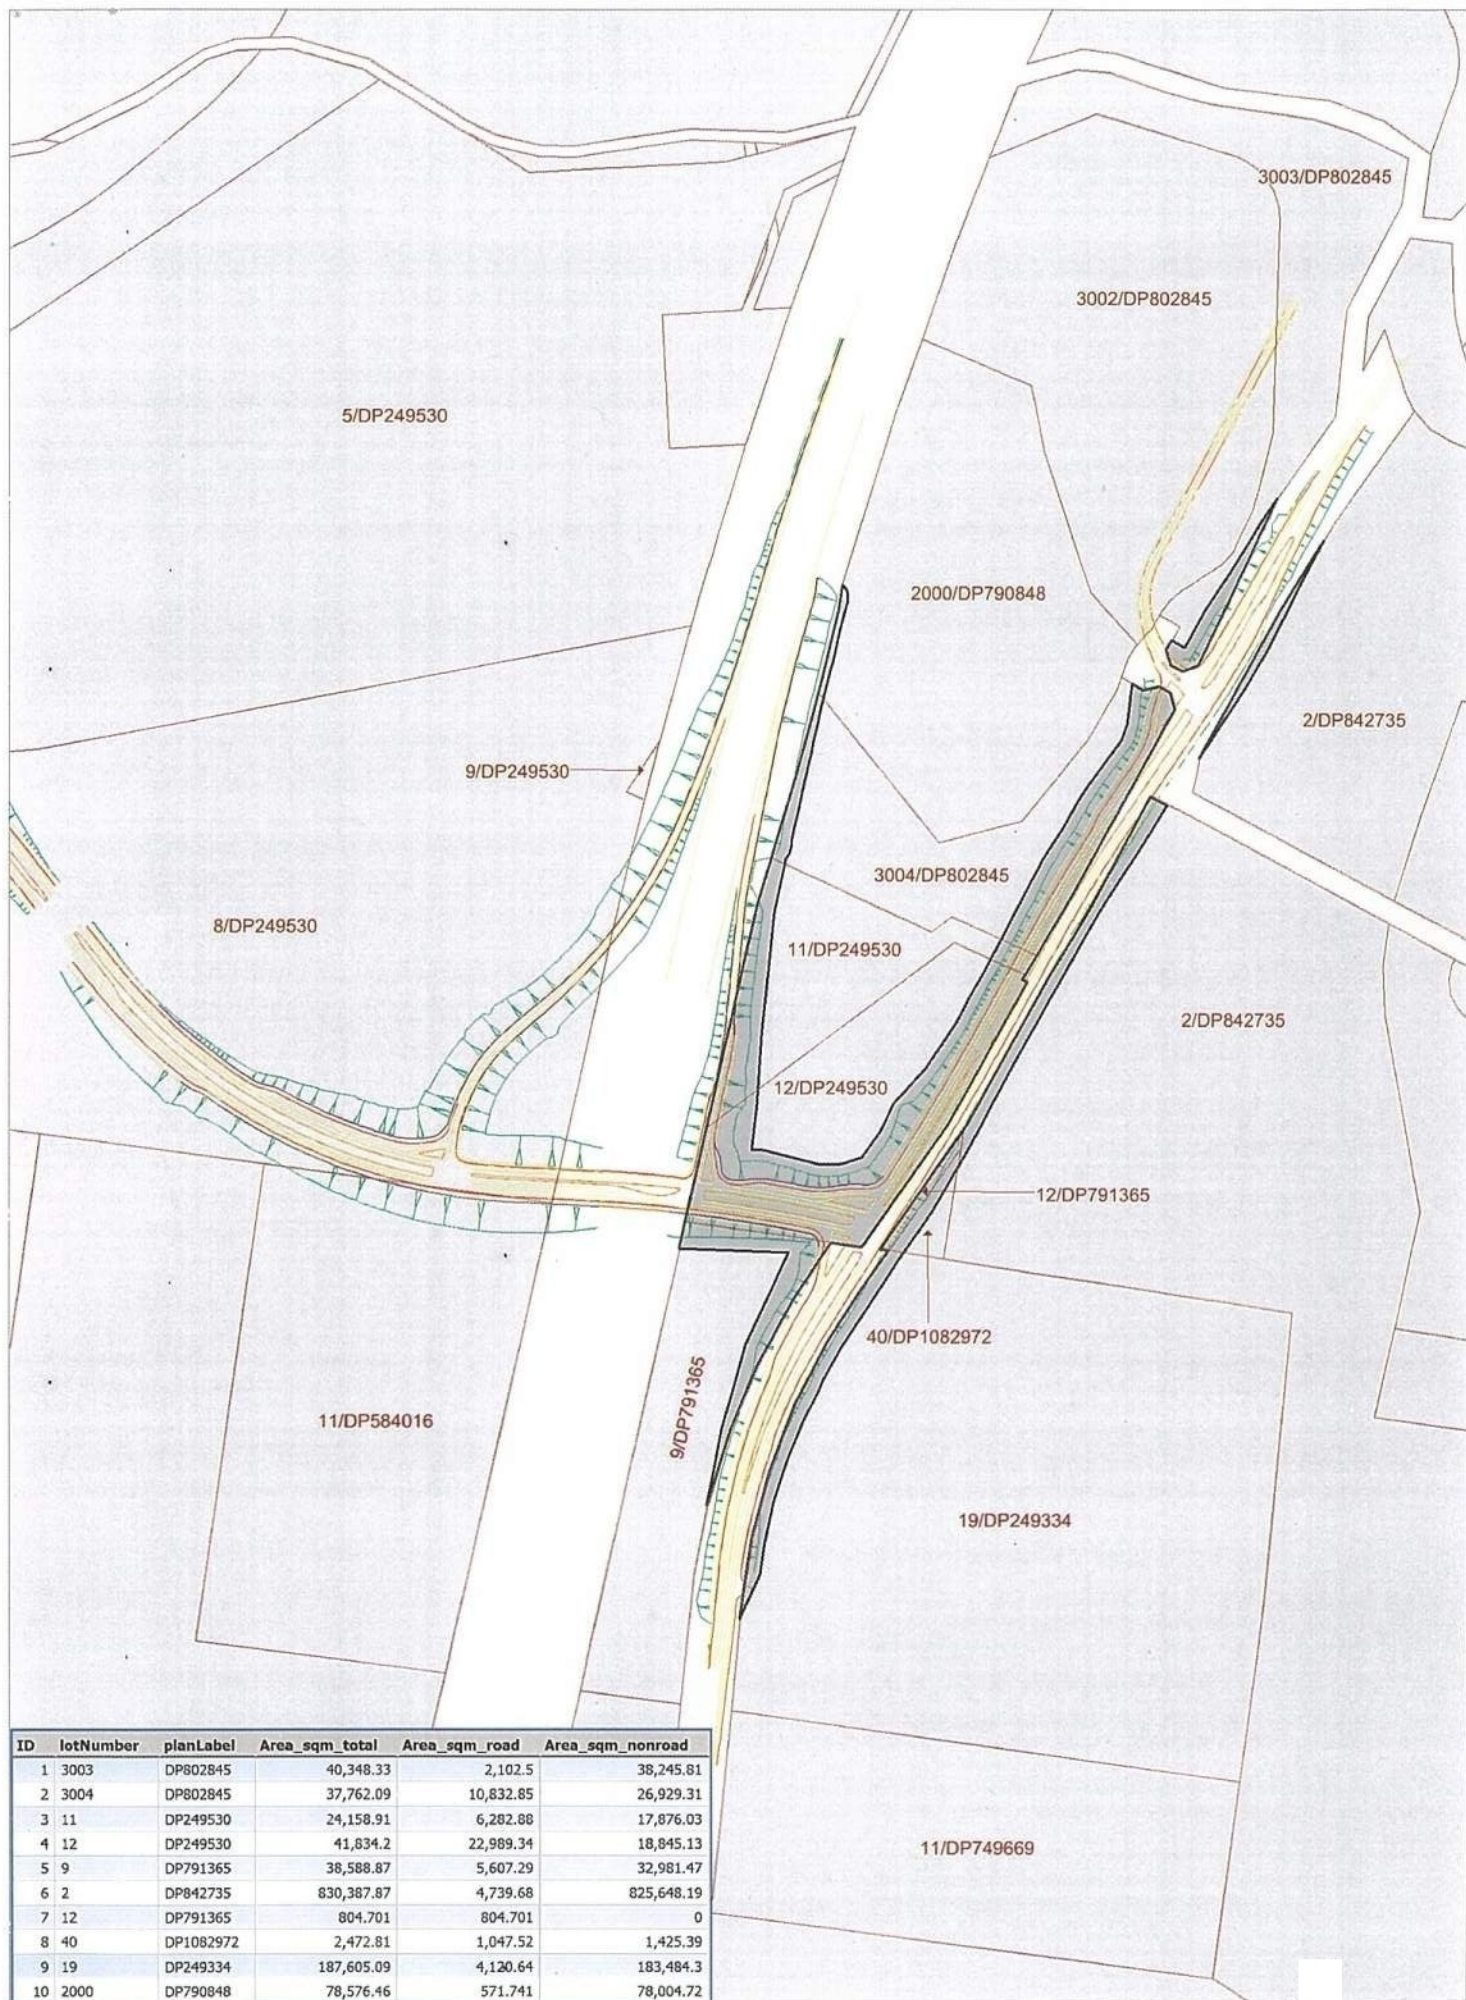 3003/DP802845
3002/DP802845
5/DP249530
2000/DP790848
2/DP842735
9/DP249530
3004/DP802845
8/DP249530
11/DP249530
2/DP842735
12/DP249530
12/DP791365
40/DP1082972
9/DP791365
11/DP584016
19/DP249334
11/DP749669
ID lotNumber planLabel Area_sqm_total Area_sqm_road Area_sqm_nonroad
1 3003 DP802845 40,348.33 2,102.5 38,245.81
2 3004 DP802845 37,762.09 10,832.85 26,929.31
3 11 DP249530 24,158.91 6,282.88 17,876.03
4 12 DP249530 41,834.2 22,989.34 18,845.13
5 9 DP791365 38,588.87 5,607.29 32,981.47
6 2 DP842735 830,387.87 4,739.68 825,648.19
7 12 DP791365 804.701 804.701 0
8 40 DP1082972 2,472.81 1,047.52 1,425.39
9 19 DP249334 187,605.09 4,120.64 183,484.3
10 2000 DP790848 78,576.46 571.741 78,004.72